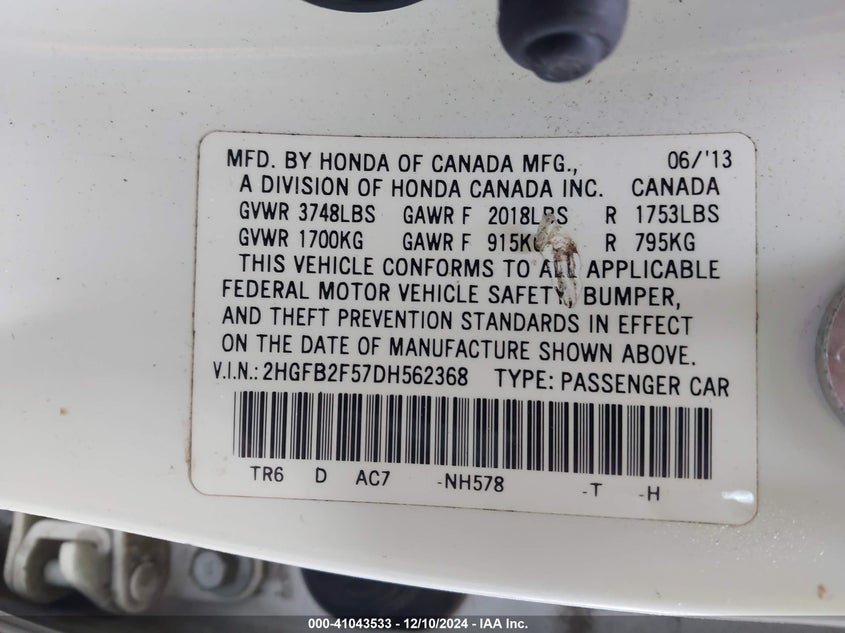 MFD. BY HONDA OF CANADA MFG., 06/'13
A DIVISION OF HONDA CANADA INC. CANADA
GVWR 3748LBS GAWR F 2018LBS R 1753LBS
GVWR 1700KG GAWR F 915KG R 795KG
THIS VEHICLE CONFORMS TO ALL APPLICABLE
FEDERAL MOTOR VEHICLE SAFETY, BUMPER,
AND THEFT PREVENTION STANDARDS IN EFFECT
ON THE DATE OF MANUFACTURE SHOWN ABOVE.
V.I.N.: 2HGFB2F57DH562368 TYPE: PASSENGER CAR
TR6 D AC7 -NH578 -T -H
000-41043533 - 12/10/2024 - IAA Inc.